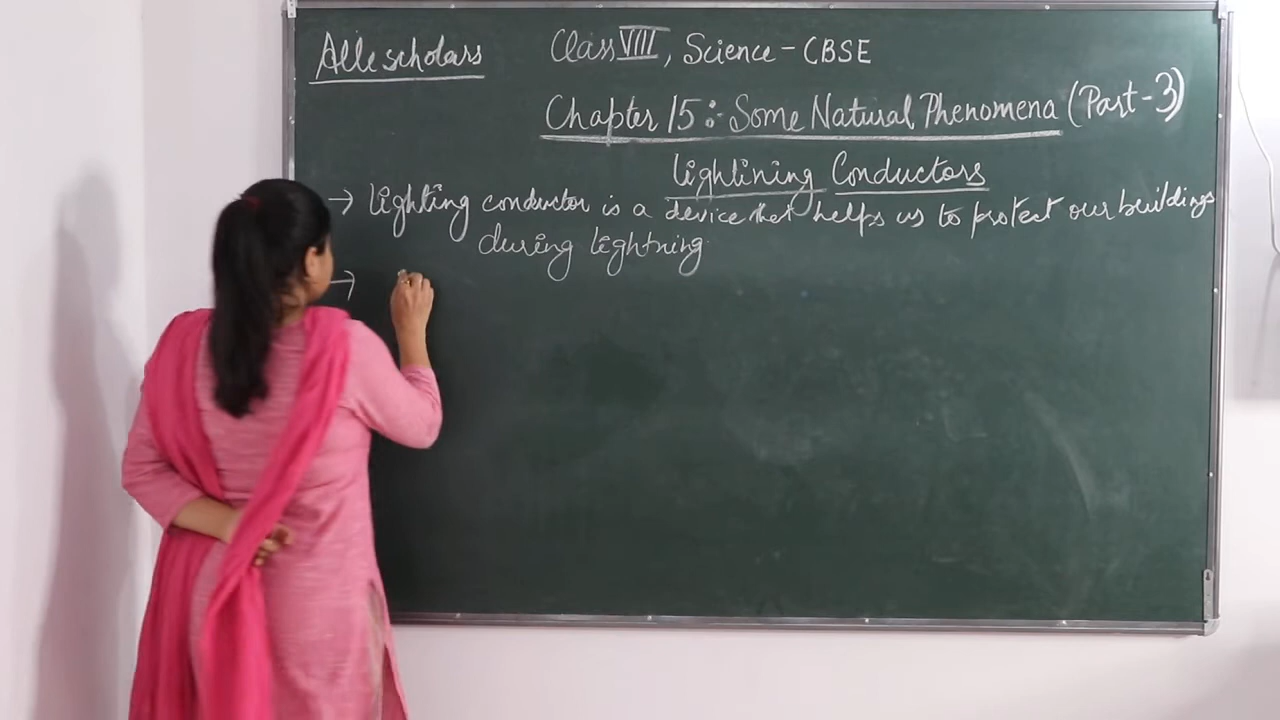 Alle scholars
Class VIII, Science - CBSE
Chapter 15 :- Some Natural Phenomena (Part-3)
Lightining Conductors
→ Lighting conductor is a device that helps us to protect our buildings
during lightning
→